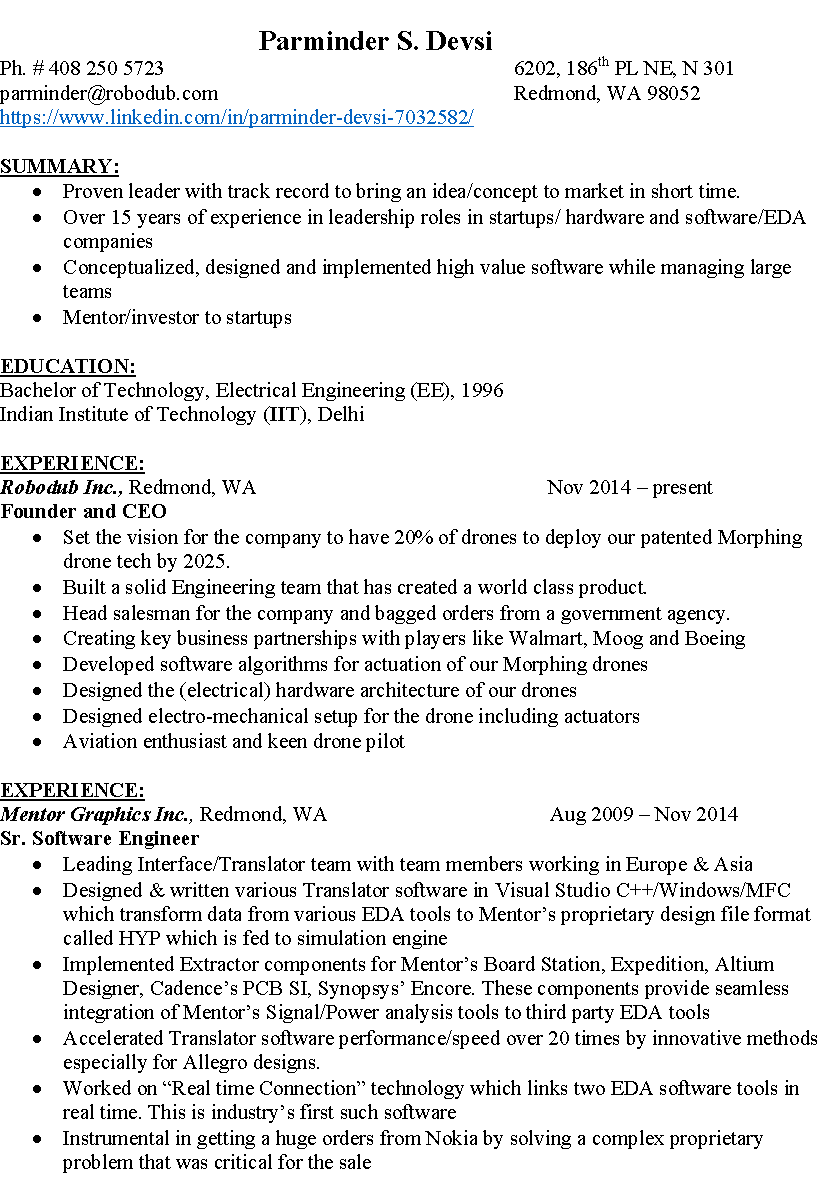 Parminder S. Devsi
Ph. # 408 250 5723 6202, 186th PL NE, N 301
parminder@robodub.com Redmond, WA 98052
https://www.linkedin.com/in/parminder-devsi-7032582/
SUMMARY:
• Proven leader with track record to bring an idea/concept to market in short time.
• Over 15 years of experience in leadership roles in startups/ hardware and software/EDA
companies
• Conceptualized, designed and implemented high value software while managing large
teams
• Mentor/investor to startups
EDUCATION:
Bachelor of Technology, Electrical Engineering (EE), 1996
Indian Institute of Technology (IIT), Delhi
EXPERIENCE:
Robodub Inc., Redmond, WA Nov 2014 – present
Founder and CEO
• Set the vision for the company to have 20% of drones to deploy our patented Morphing
drone tech by 2025.
• Built a solid Engineering team that has created a world class product.
• Head salesman for the company and bagged orders from a government agency.
• Creating key business partnerships with players like Walmart, Moog and Boeing
• Developed software algorithms for actuation of our Morphing drones
• Designed the (electrical) hardware architecture of our drones
• Designed electro-mechanical setup for the drone including actuators
• Aviation enthusiast and keen drone pilot
EXPERIENCE:
Mentor Graphics Inc., Redmond, WA Aug 2009 – Nov 2014
Sr. Software Engineer
• Leading Interface/Translator team with team members working in Europe & Asia
• Designed & written various Translator software in Visual Studio C++/Windows/MFC
which transform data from various EDA tools to Mentor’s proprietary design file format
called HYP which is fed to simulation engine
• Implemented Extractor components for Mentor’s Board Station, Expedition, Altium
Designer, Cadence’s PCB SI, Synopsys’ Encore. These components provide seamless
integration of Mentor’s Signal/Power analysis tools to third party EDA tools
• Accelerated Translator software performance/speed over 20 times by innovative methods
especially for Allegro designs.
• Worked on “Real time Connection” technology which links two EDA software tools in
real time. This is industry’s first such software
• Instrumental in getting a huge orders from Nokia by solving a complex proprietary
problem that was critical for the sale